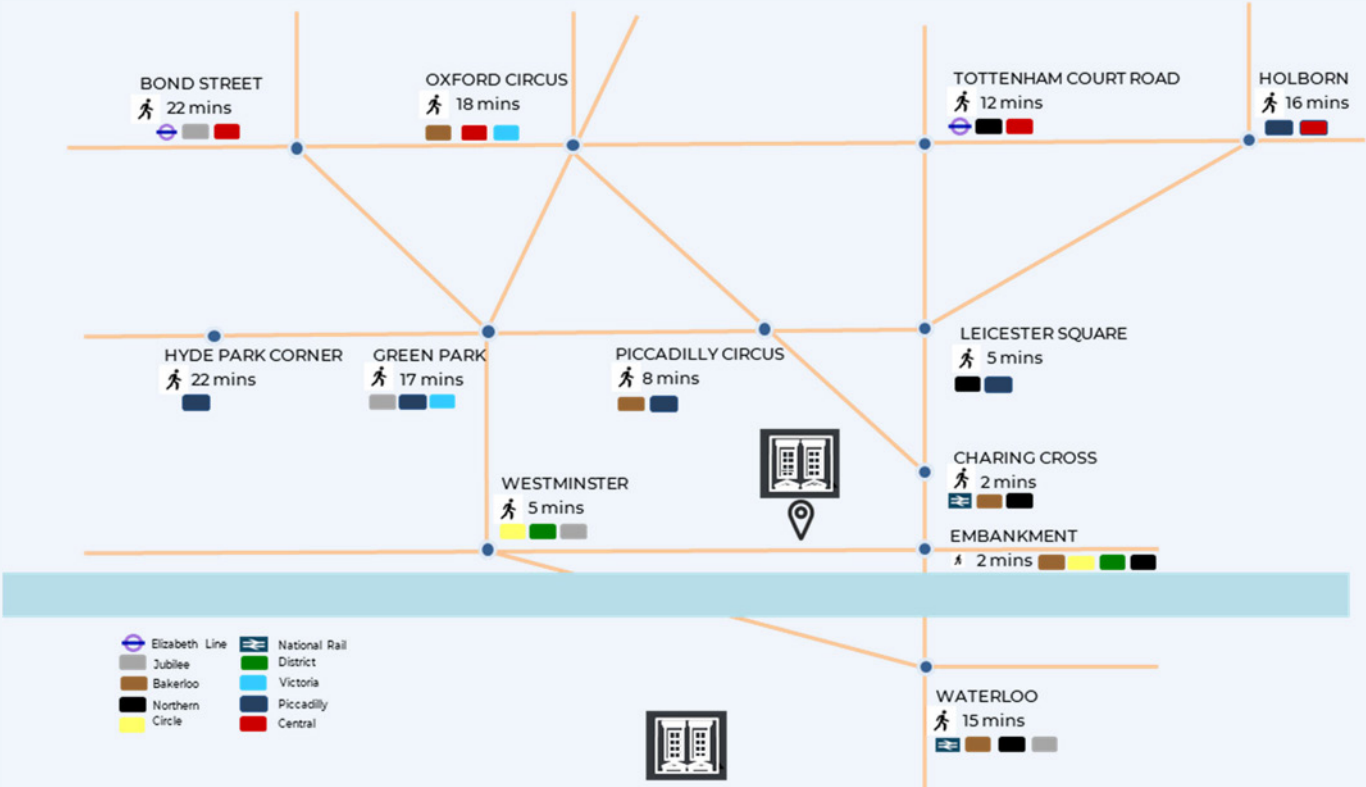 BOND STREET
22 mins
OXFORD CIRCUS
18 mins
TOTTENHAM COURT ROAD
12 mins
HOLBORN
16 mins
HYDE PARK CORNER
22 mins
GREEN PARK
17 mins
PICCADILLY CIRCUS
8 mins
LEICESTER SQUARE
5 mins
WESTMINSTER
5 mins
CHARING CROSS
2 mins
EMBANKMENT
2 mins
Elizabeth Line
National Rail
Jubilee
District
Bakerloo
Victoria
Northern
Piccadilly
Circle
Central
WATERLOO
15 mins